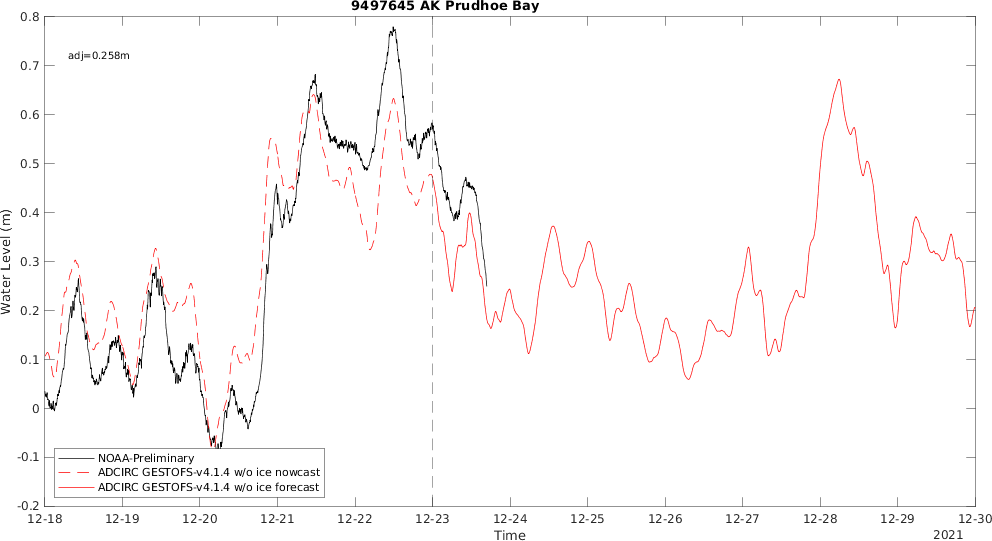 9497645 AK Prudhoe Bay
adj=0.258m
Water Level (m)
0.8
0.7
0.6
0.5
0.4
0.3
0.2
0.1
0
-0.1
-0.2
NOAA-Preliminary
ADCIRC GESTOFS-v4.1.4 w/o ice nowcast
ADCIRC GESTOFS-v4.1.4 w/o ice forecast
12-18 12-19 12-20 12-21 12-22 12-23 12-24 12-25 12-26 12-27 12-28 12-29 12-30
Time
2021